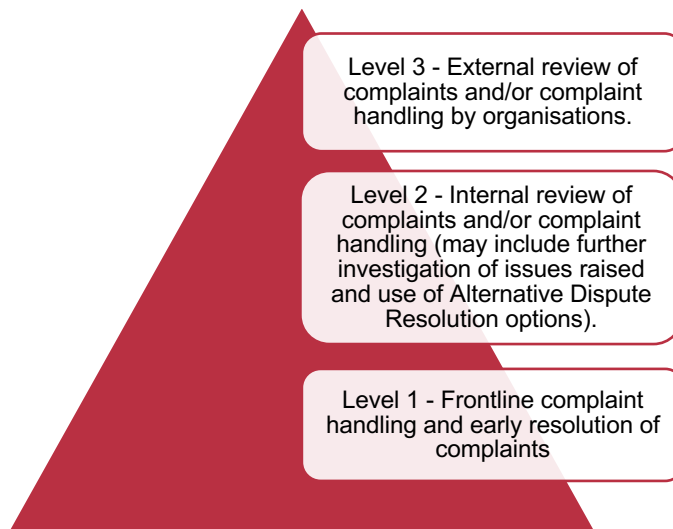 Level 3 - External review of
complaints and/or complaint
handling by organisations.
Level 2 - Internal review of
complaints and/or complaint
handling (may include further
investigation of issues raised
and use of Alternative Dispute
Resolution options).
Level 1 - Frontline complaint
handling and early resolution of
complaints